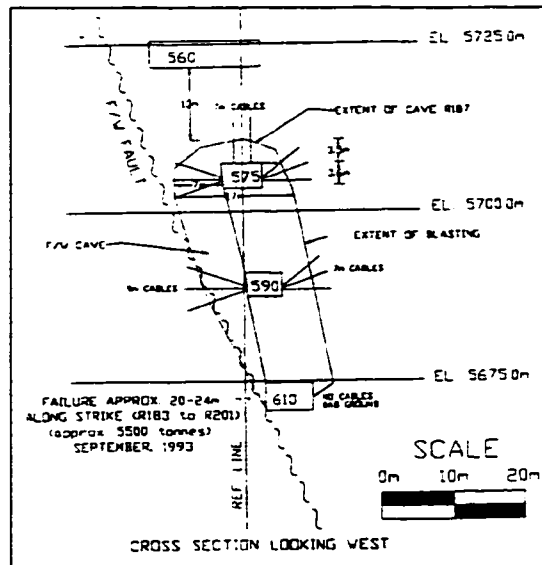 EL 5725.0m
560
12m
7m CABLES
EXTENT OF CAVE R187
F/W FAULT
575
EL 5700.0m
F/W CAVE
EXTENT OF BLASTING
590
7m CABLES
EL 5675.0m
610
NO CABLES
BAD GROUND
FAILURE APPROX. 20-24m
ALONG STRIKE (R183 to R201)
(approx 5500 tonnes)
SEPTEMBER, 1993
REF LINE
SCALE
0m 10m 20m
CROSS SECTION LOOKING WEST